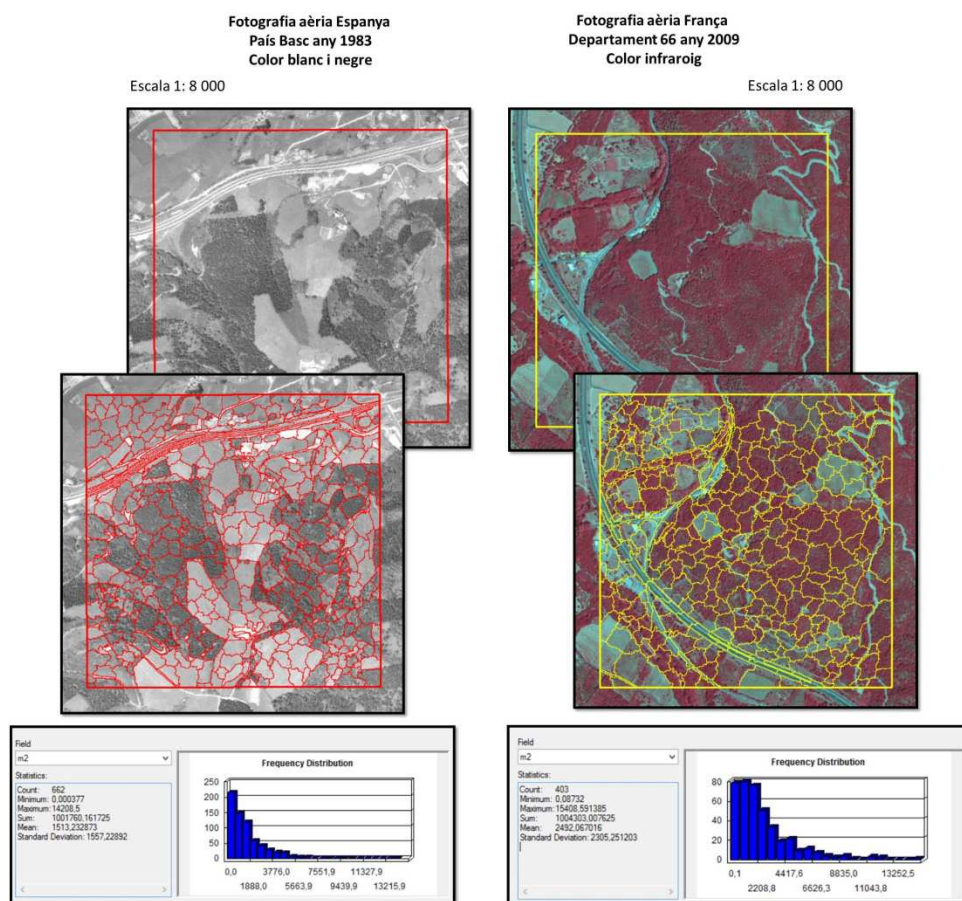 Fotografia aèria Espanya
País Basc any 1983
Color blanc i negre
Escala 1: 8 000
Fotografia aèria França
Departament 66 any 2009
Color infraroig
Escala 1: 8 000
Field
m2
Statistics:
Count: 662
Minimum: 0,000377
Maximum: 14208,5
Sum: 1001760,161725
Mean: 1513,232873
Standard Deviation: 1557,22892
Frequency Distribution
250
200
150
100
50
0
0,0 3776,0 7551,9 11327,9
1888,0 5663,9 9439,9 13215,9
Field
m2
Statistics:
Count: 403
Minimum: 0,08732
Maximum: 15408,591385
Sum: 1004303,007625
Mean: 2492,067016
Standard Deviation: 2305,251203
Frequency Distribution
80
60
40
20
0
0,1 4417,6 8835,0 13252,5
2208,8 6626,3 11043,8